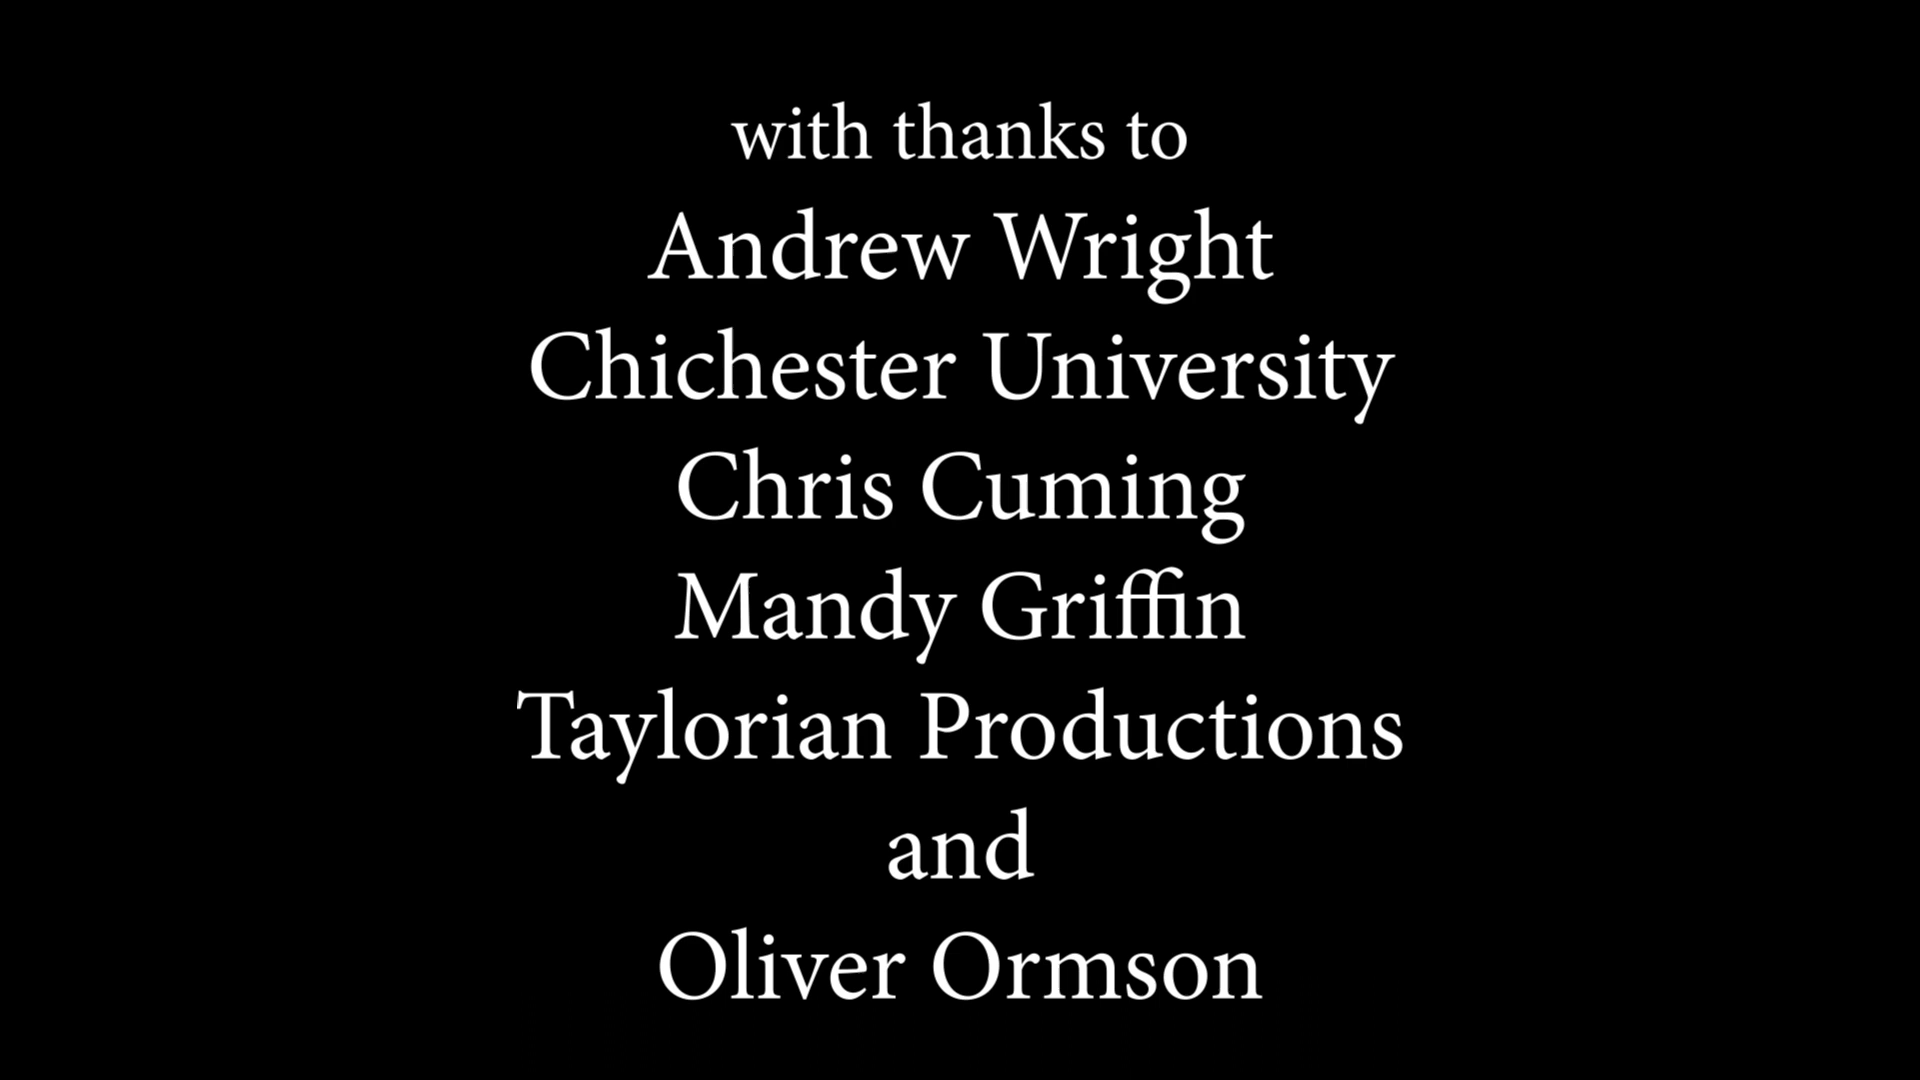 with thanks to
Andrew Wright
Chichester University
Chris Cuming
Mandy Griffin
Taylorian Productions
and
Oliver Ormson